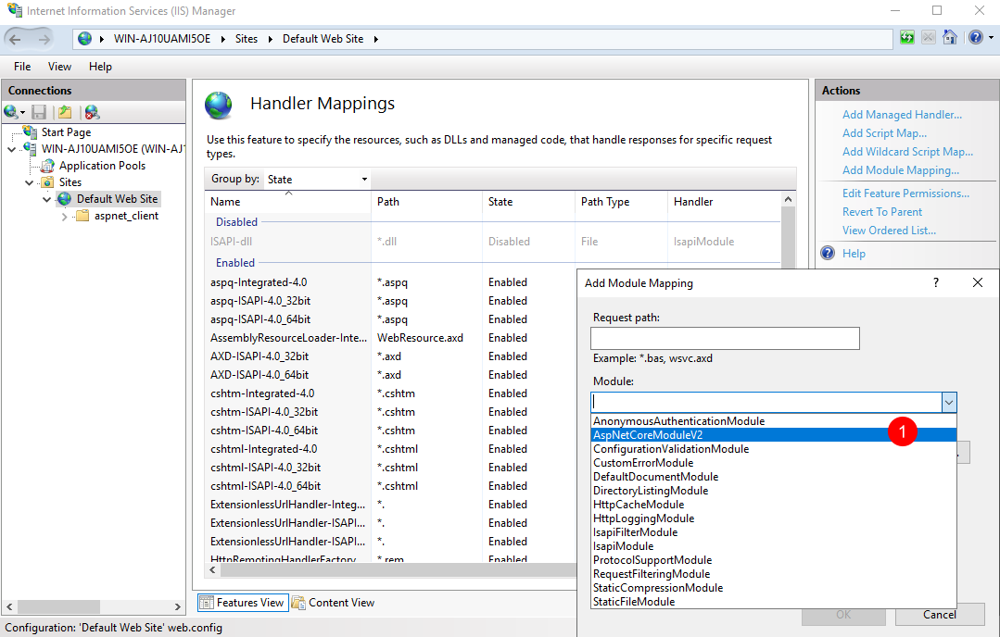 Internet Information Services (IIS) Manager
WIN-AJ10UAMI5OE
Sites
Default Web Site
File View Help
Connections
Start Page
WIN-AJ10UAMI5OE (WIN-AJ1
Application Pools
Sites
Default Web Site
aspnet_client
Handler Mappings
Use this feature to specify the resources, such as DLLs and managed code, that handle responses for specific request
types.
Group by: State
Name Path State Path Type Handler
Disabled
ISAPI-dll *.dll Disabled File IsapiModule
Enabled
aspq-Integrated-4.0 *.aspq Enabled
aspq-ISAPI-4.0_32bit *.aspq Enabled
aspq-ISAPI-4.0_64bit *.aspq Enabled
AssemblyResourceLoader-Inte... WebResource.axd Enabled
AXD-ISAPI-4.0_32bit *.axd Enabled
AXD-ISAPI-4.0_64bit *.axd Enabled
cshtm-Integrated-4.0 *.cshtm Enabled
cshtm-ISAPI-4.0_32bit *.cshtm Enabled
cshtm-ISAPI-4.0_64bit *.cshtm Enabled
cshtml-Integrated-4.0 *.cshtml Enabled
cshtml-ISAPI-4.0_32bit *.cshtml Enabled
cshtml-ISAPI-4.0_64bit *.cshtml Enabled
ExtensionlessUrlHandler-Integ... *. Enabled
ExtensionlessUrlHandler-ISAPI... *. Enabled
ExtensionlessUrlHandler-ISAPI... *. Enabled
HttpRemotingHandlerFactory *.rem Enabled
Features View Content View
Actions
Add Managed Handler...
Add Script Map...
Add Wildcard Script Map...
Add Module Mapping...
Edit Feature Permissions...
Revert To Parent
View Ordered List...
Help
Add Module Mapping ?
Request path:
Example: *.bas, wsvc.axd
Module:
AnonymousAuthenticationModule
AspNetCoreModuleV2
1
ConfigurationValidationModule
CustomErrorModule
DefaultDocumentModule
DirectoryListingModule
HttpCacheModule
HttpLoggingModule
IsapiFilterModule
IsapiModule
ProtocolSupportModule
RequestFilteringModule
StaticCompressionModule
StaticFileModule
OK Cancel
Configuration: 'Default Web Site' web.config